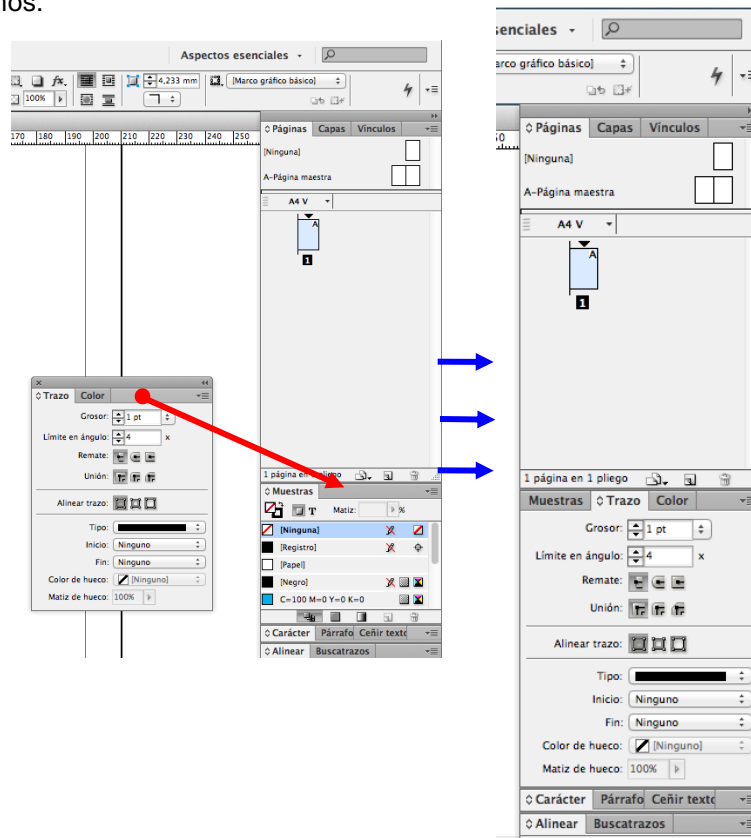 nos.
Aspectos esenciales
fx. 4,233 mm [Marco gráfico básico]
100%
170 180 190 200 210 220 230 240 250
Páginas Capas Vínculos
[Ninguna]
A-Página maestra
A4 V
A
1
Trazo Color
Grosor: 1 pt
Límite en ángulo: 4 x
Remate:
Unión:
Alinear trazo:
Tipo:
Inicio: Ninguno
Fin: Ninguno
Color de hueco: [Ninguno]
Matiz de hueco: 100%
1 página en 1 pliego
Muestras
T Matiz: %
[Ninguna]
[Registro]
[Papel]
[Negro]
C=100 M=0 Y=0 K=0
Carácter Párrafo Ceñir texto
Alinear Buscatrazos
senciales
arco gráfico básico]
50
Páginas Capas Vínculos
[Ninguna]
A-Página maestra
A4 V
A
1
1 página en 1 pliego
Muestras Trazo Color
Grosor: 1 pt
Límite en ángulo: 4 x
Remate:
Unión:
Alinear trazo:
Tipo:
Inicio: Ninguno
Fin: Ninguno
Color de hueco: [Ninguno]
Matiz de hueco: 100%
Carácter Párrafo Ceñir texto
Alinear Buscatrazos